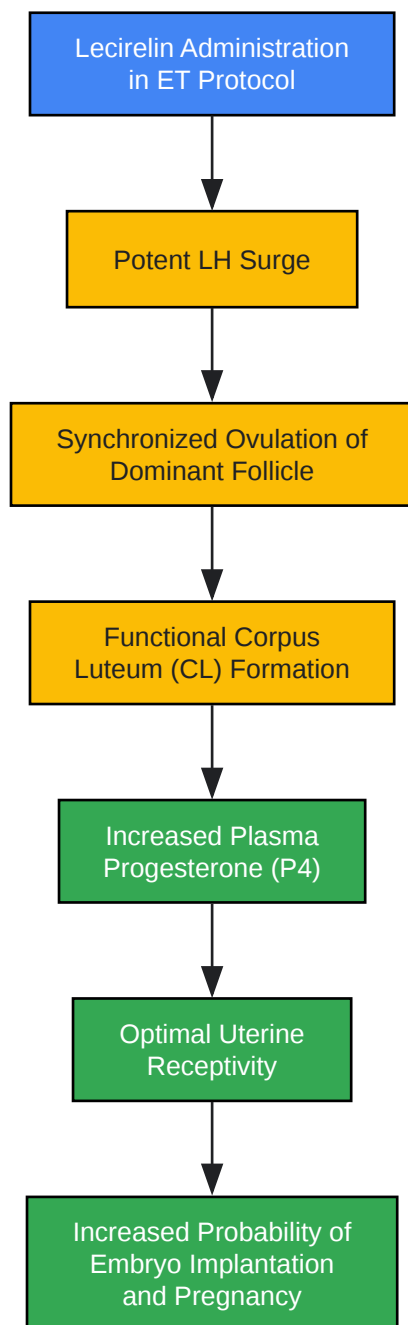 Lecirelin Administration
in ET Protocol
Potent LH Surge
Synchronized Ovulation of
Dominant Follicle
Functional Corpus
Luteum (CL) Formation
Increased Plasma
Progesterone (P4)
Optimal Uterine
Receptivity
Increased Probability of
Embryo Implantation
and Pregnancy